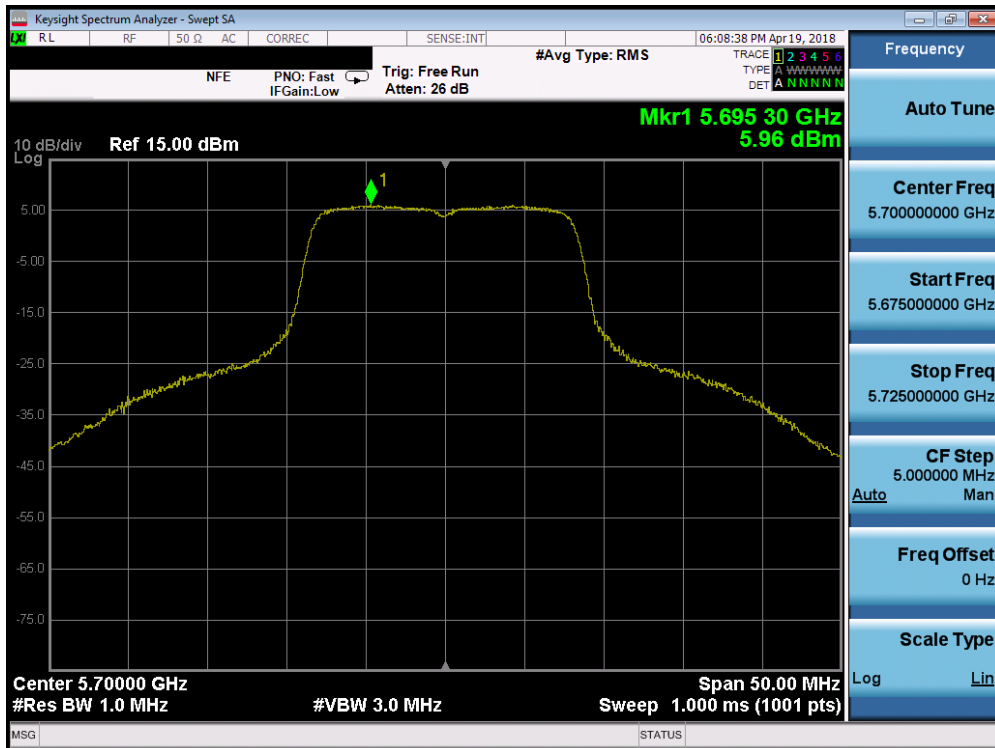 Keysight Spectrum Analyzer - Swept SA
LXI RL RF 50 Ω AC CORREC SENSE:INT 06:08:38 PM Apr 19, 2018
#Avg Type: RMS
TRACE 1 2 3 4 5 6
TYPE A WWWWW
DET A N N N N N
NFE PNO: Fast Trig: Free Run
IFGain:Low Atten: 26 dB
Mkr1 5.695 30 GHz
5.96 dBm
10 dB/div Ref 15.00 dBm
Log
1
5.00
-5.00
-15.0
-25.0
-35.0
-45.0
-55.0
-65.0
-75.0
Center 5.70000 GHz Span 50.00 MHz
#Res BW 1.0 MHz #VBW 3.0 MHz Sweep 1.000 ms (1001 pts)
MSG STATUS
Frequency
Auto Tune
Center Freq
5.700000000 GHz
Start Freq
5.675000000 GHz
Stop Freq
5.725000000 GHz
CF Step
5.000000 MHz
Auto Man
Freq Offset
0 Hz
Scale Type
Log Lin